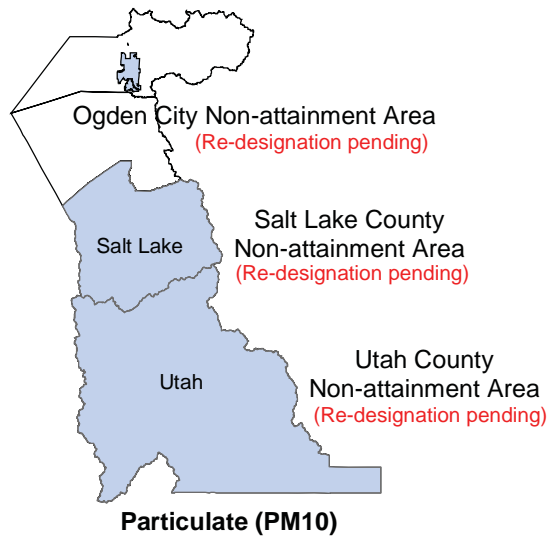 Ogden City Non-attainment Area
(Re-designation pending)
Salt Lake County
Non-attainment Area
(Re-designation pending)
Salt Lake
Utah County
Non-attainment Area
(Re-designation pending)
Utah
Particulate (PM10)